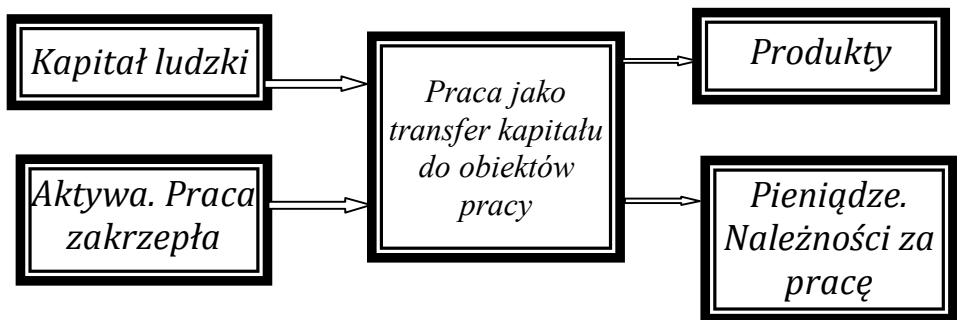 Kapitał ludzki
Aktywa. Praca
zakrzepła
Praca jako
transfer kapitału
do obiektów
pracy
Produkty
Pieniądze.
Należności za
pracę